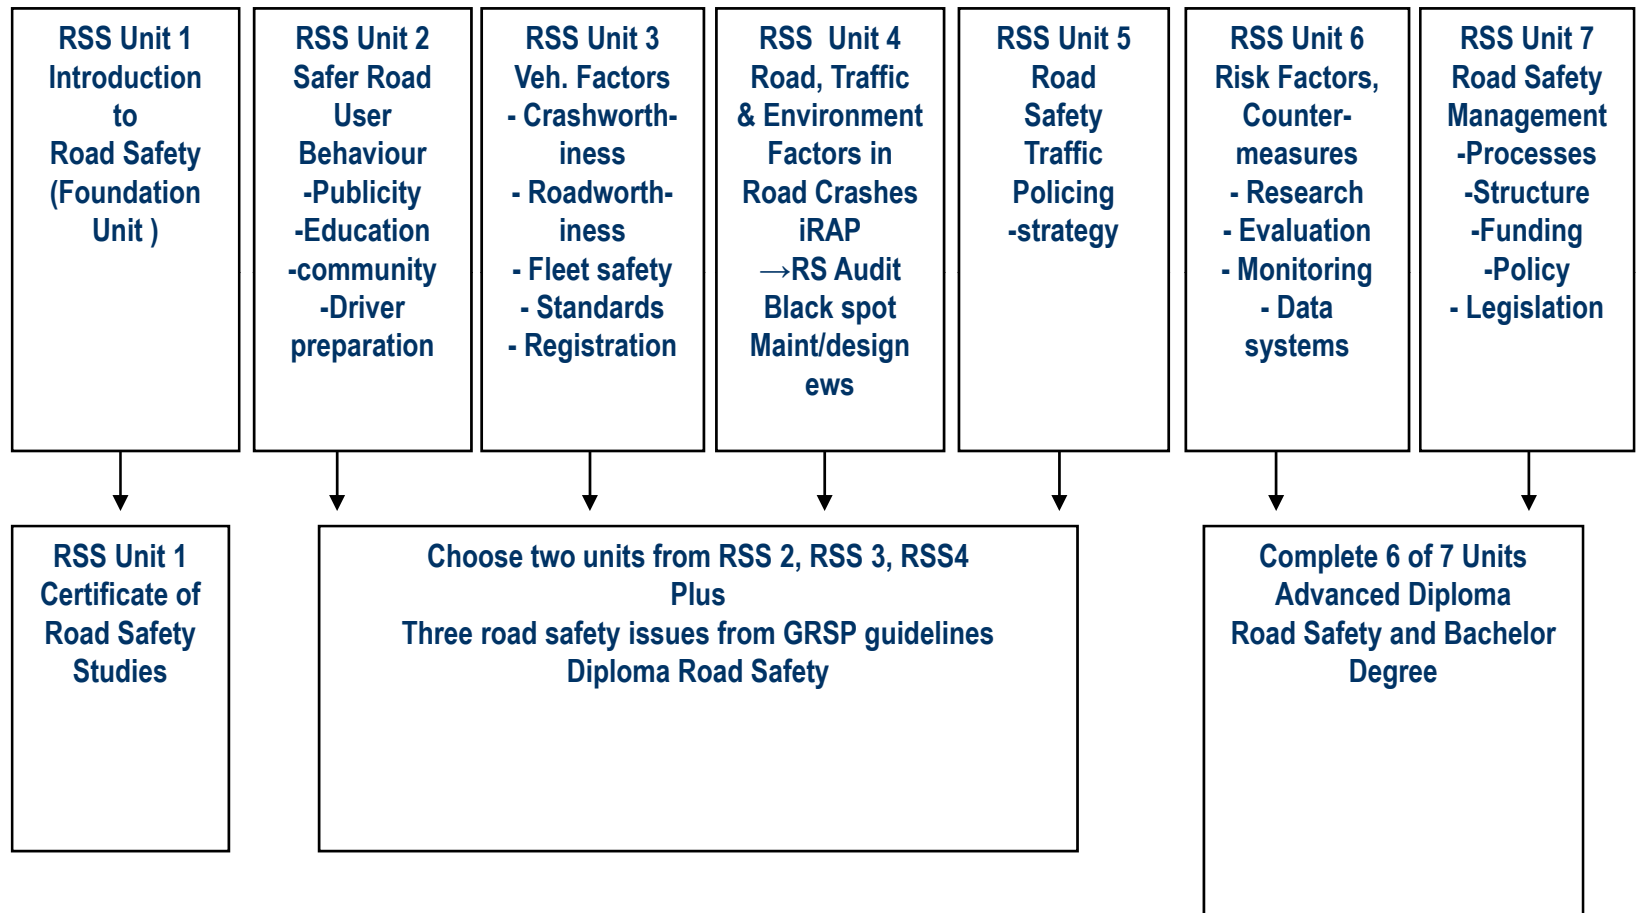 RSS Unit 1
Introduction
to
Road Safety
(Foundation
Unit )
RSS Unit 2
Safer Road
User
Behaviour
-Publicity
-Education
-community
-Driver
preparation
RSS Unit 3
Veh. Factors
- Crashworth-
iness
- Roadworth-
iness
- Fleet safety
- Standards
- Registration
RSS  Unit 4
Road, Traffic
& Environment
Factors in
Road Crashes
iRAP
→RS Audit
Black spot
Maint/design
ews
RSS Unit 5
Road
Safety
Traffic
Policing
-strategy
RSS Unit 6
Risk Factors,
Counter-
measures
- Research
- Evaluation
- Monitoring
- Data
systems
RSS Unit 7
Road Safety
Management
-Processes
-Structure
-Funding
-Policy
- Legislation
RSS Unit 1
Certificate of
Road Safety
Studies
Choose two units from RSS 2, RSS 3, RSS4
Plus
Three road safety issues from GRSP guidelines
Diploma Road Safety
Complete 6 of 7 Units
Advanced Diploma
Road Safety and Bachelor
Degree